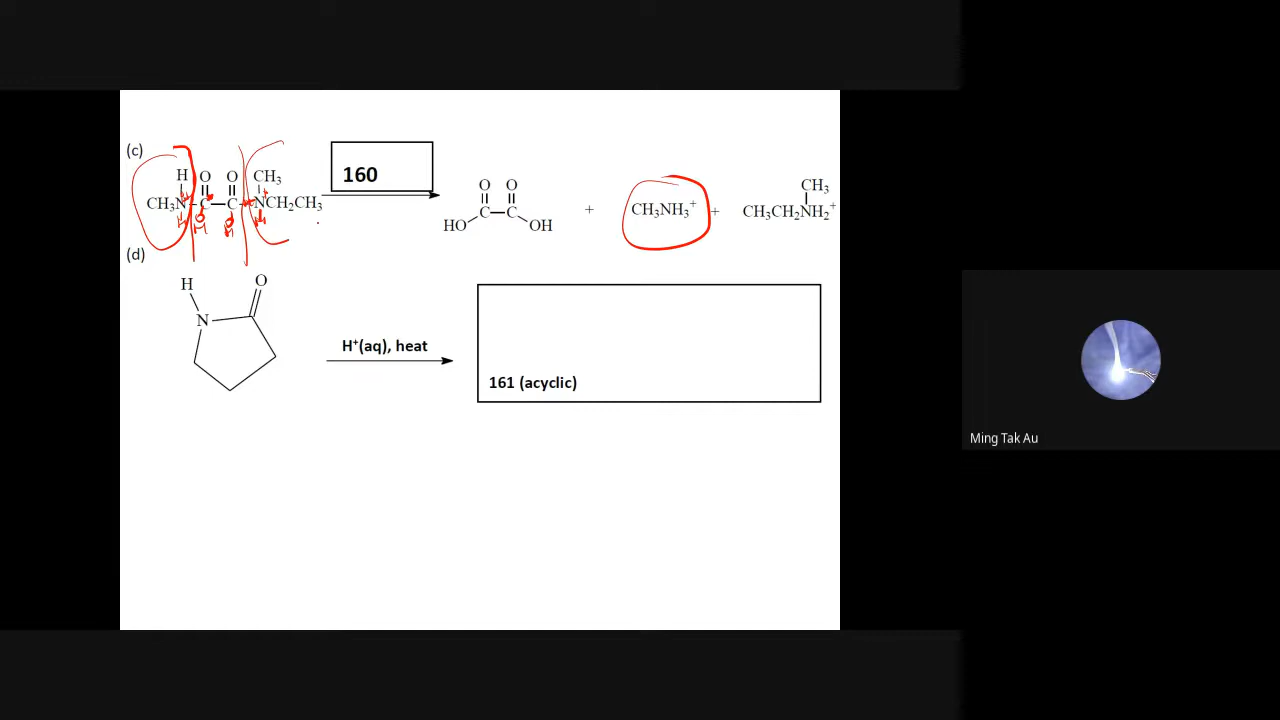 (c)
H O O CH₃
160
CH₃N–C–C–NCH₂CH₃
O O
HO C–C OH + CH₃NH₃⁺ + CH₃CH₂NH₂⁺
CH₃
(d)
H O
N
H⁺(aq), heat
161 (acyclic)
Ming Tak Au